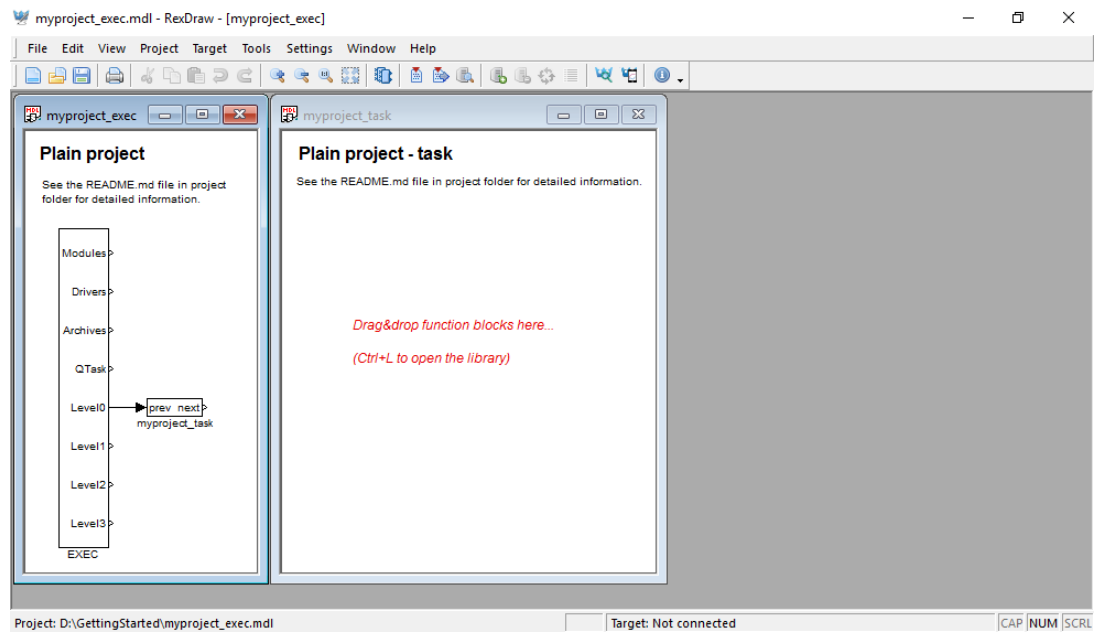 myproject_exec.mdl - RexDraw - [myproject_exec]
File Edit View Project Target Tools Settings Window Help
myproject_exec
Plain project
See the README.md file in project
folder for detailed information.
Modules
Drivers
Archives
QTask
Level0
prev next
myproject_task
Level1
Level2
Level3
EXEC
myproject_task
Plain project - task
See the README.md file in project folder for detailed information.
Drag&drop function blocks here...
(Ctrl+L to open the library)
Project: D:\GettingStarted\myproject_exec.mdl
Target: Not connected
CAP NUM SCRL